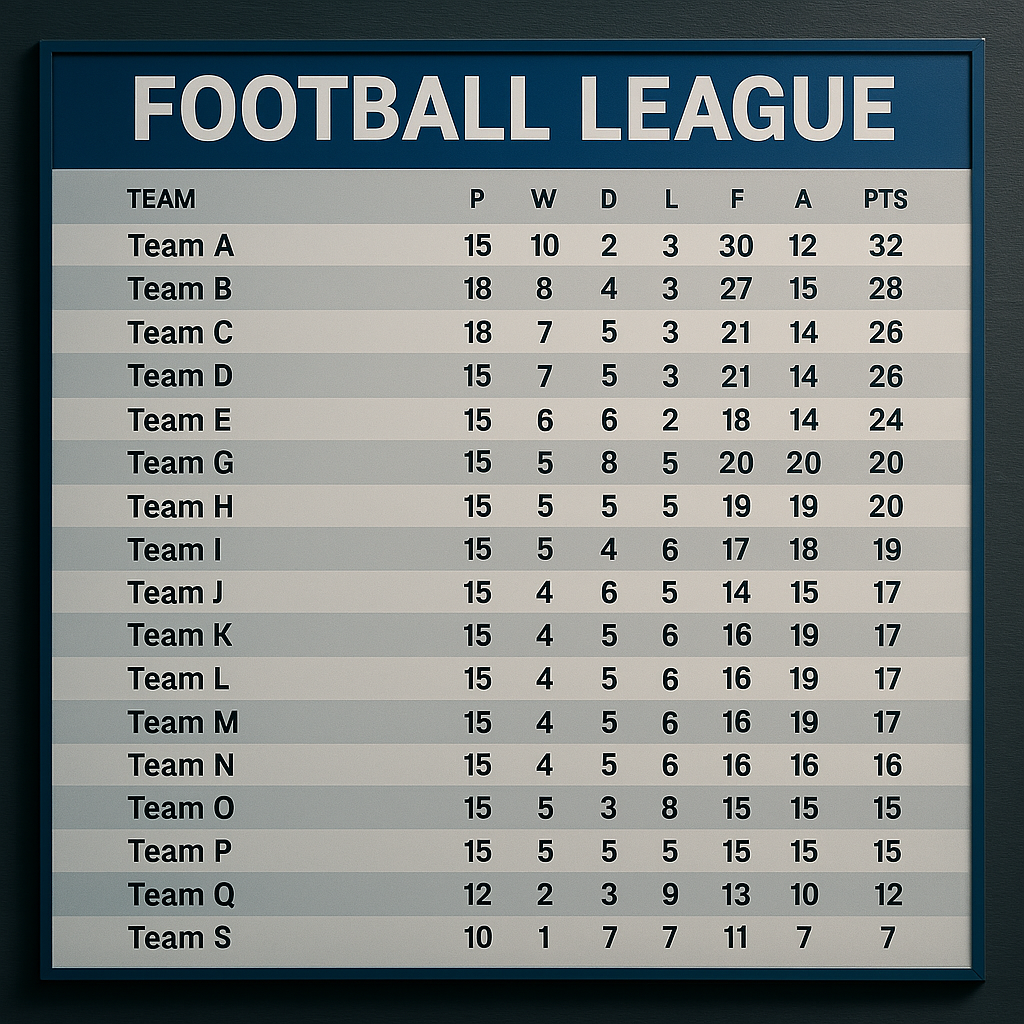 FOOTBALL LEAGUE
TEAM P W D L F A PTS
Team A 15 10 2 3 30 12 32
Team B 18 8 4 3 27 15 28
Team C 18 7 5 3 21 14 26
Team D 15 7 5 3 21 14 26
Team E 15 6 6 2 18 14 24
Team G 15 5 8 5 20 20 20
Team H 15 5 5 5 19 19 20
Team I 15 5 4 6 17 18 19
Team J 15 4 6 5 14 15 17
Team K 15 4 5 6 16 19 17
Team L 15 4 5 6 16 19 17
Team M 15 4 5 6 16 19 17
Team N 15 4 5 6 16 16 16
Team O 15 5 3 8 15 15 15
Team P 15 5 5 5 15 15 15
Team Q 12 2 3 9 13 10 12
Team S 10 1 7 7 11 7 7